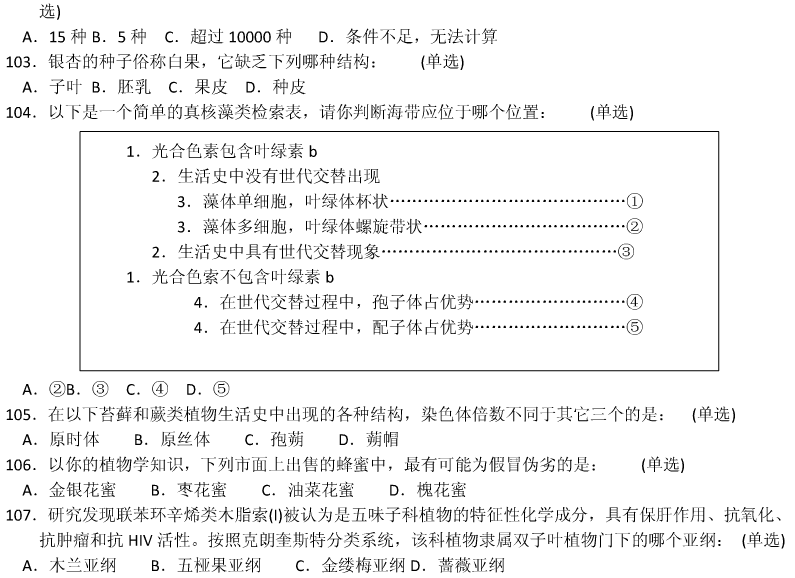 选)
A．15 种 B．5 种 C．超过 10000 种 D．条件不足，无法计算
103．银杏的种子俗称白果，它缺乏下列哪种结构： (单选)
A．子叶 B．胚乳 C．果皮 D．种皮
104．以下是一个简单的真核藻类检索表，请你判断海带应位于哪个位置： (单选)
1．光合色素包含叶绿素 b
2．生活史中没有世代交替出现
3．藻体单细胞，叶绿体杯状……………………………………①
3．藻体多细胞，叶绿体螺旋带状………………………………②
2．生活史中具有世代交替现象……………………………………③
1．光合色索不包含叶绿素 b
4．在世代交替过程中，孢子体占优势………………………④
4．在世代交替过程中，配子体占优势………………………⑤
A．②B．③ C．④ D．⑤
105．在以下苔藓和蕨类植物生活史中出现的各种结构，染色体倍数不同于其它三个的是： (单选)
A．原时体 B．原丝体 C．孢蒴 D．蒴帽
106．以你的植物学知识，下列市面上出售的蜂蜜中，最有可能为假冒伪劣的是： (单选)
A．金银花蜜 B．枣花蜜 C．油菜花蜜 D．槐花蜜
107．研究发现联苯环辛烯类木脂索(I)被认为是五味子科植物的特征性化学成分，具有保肝作用、抗氧化、
抗肿瘤和抗 HIV 活性。按照克朗奎斯特分类系统，该科植物隶属双子叶植物门下的哪个亚纲： (单选)
A．木兰亚纲 B．五桠果亚纲 C．金缕梅亚纲 D．蔷薇亚纲